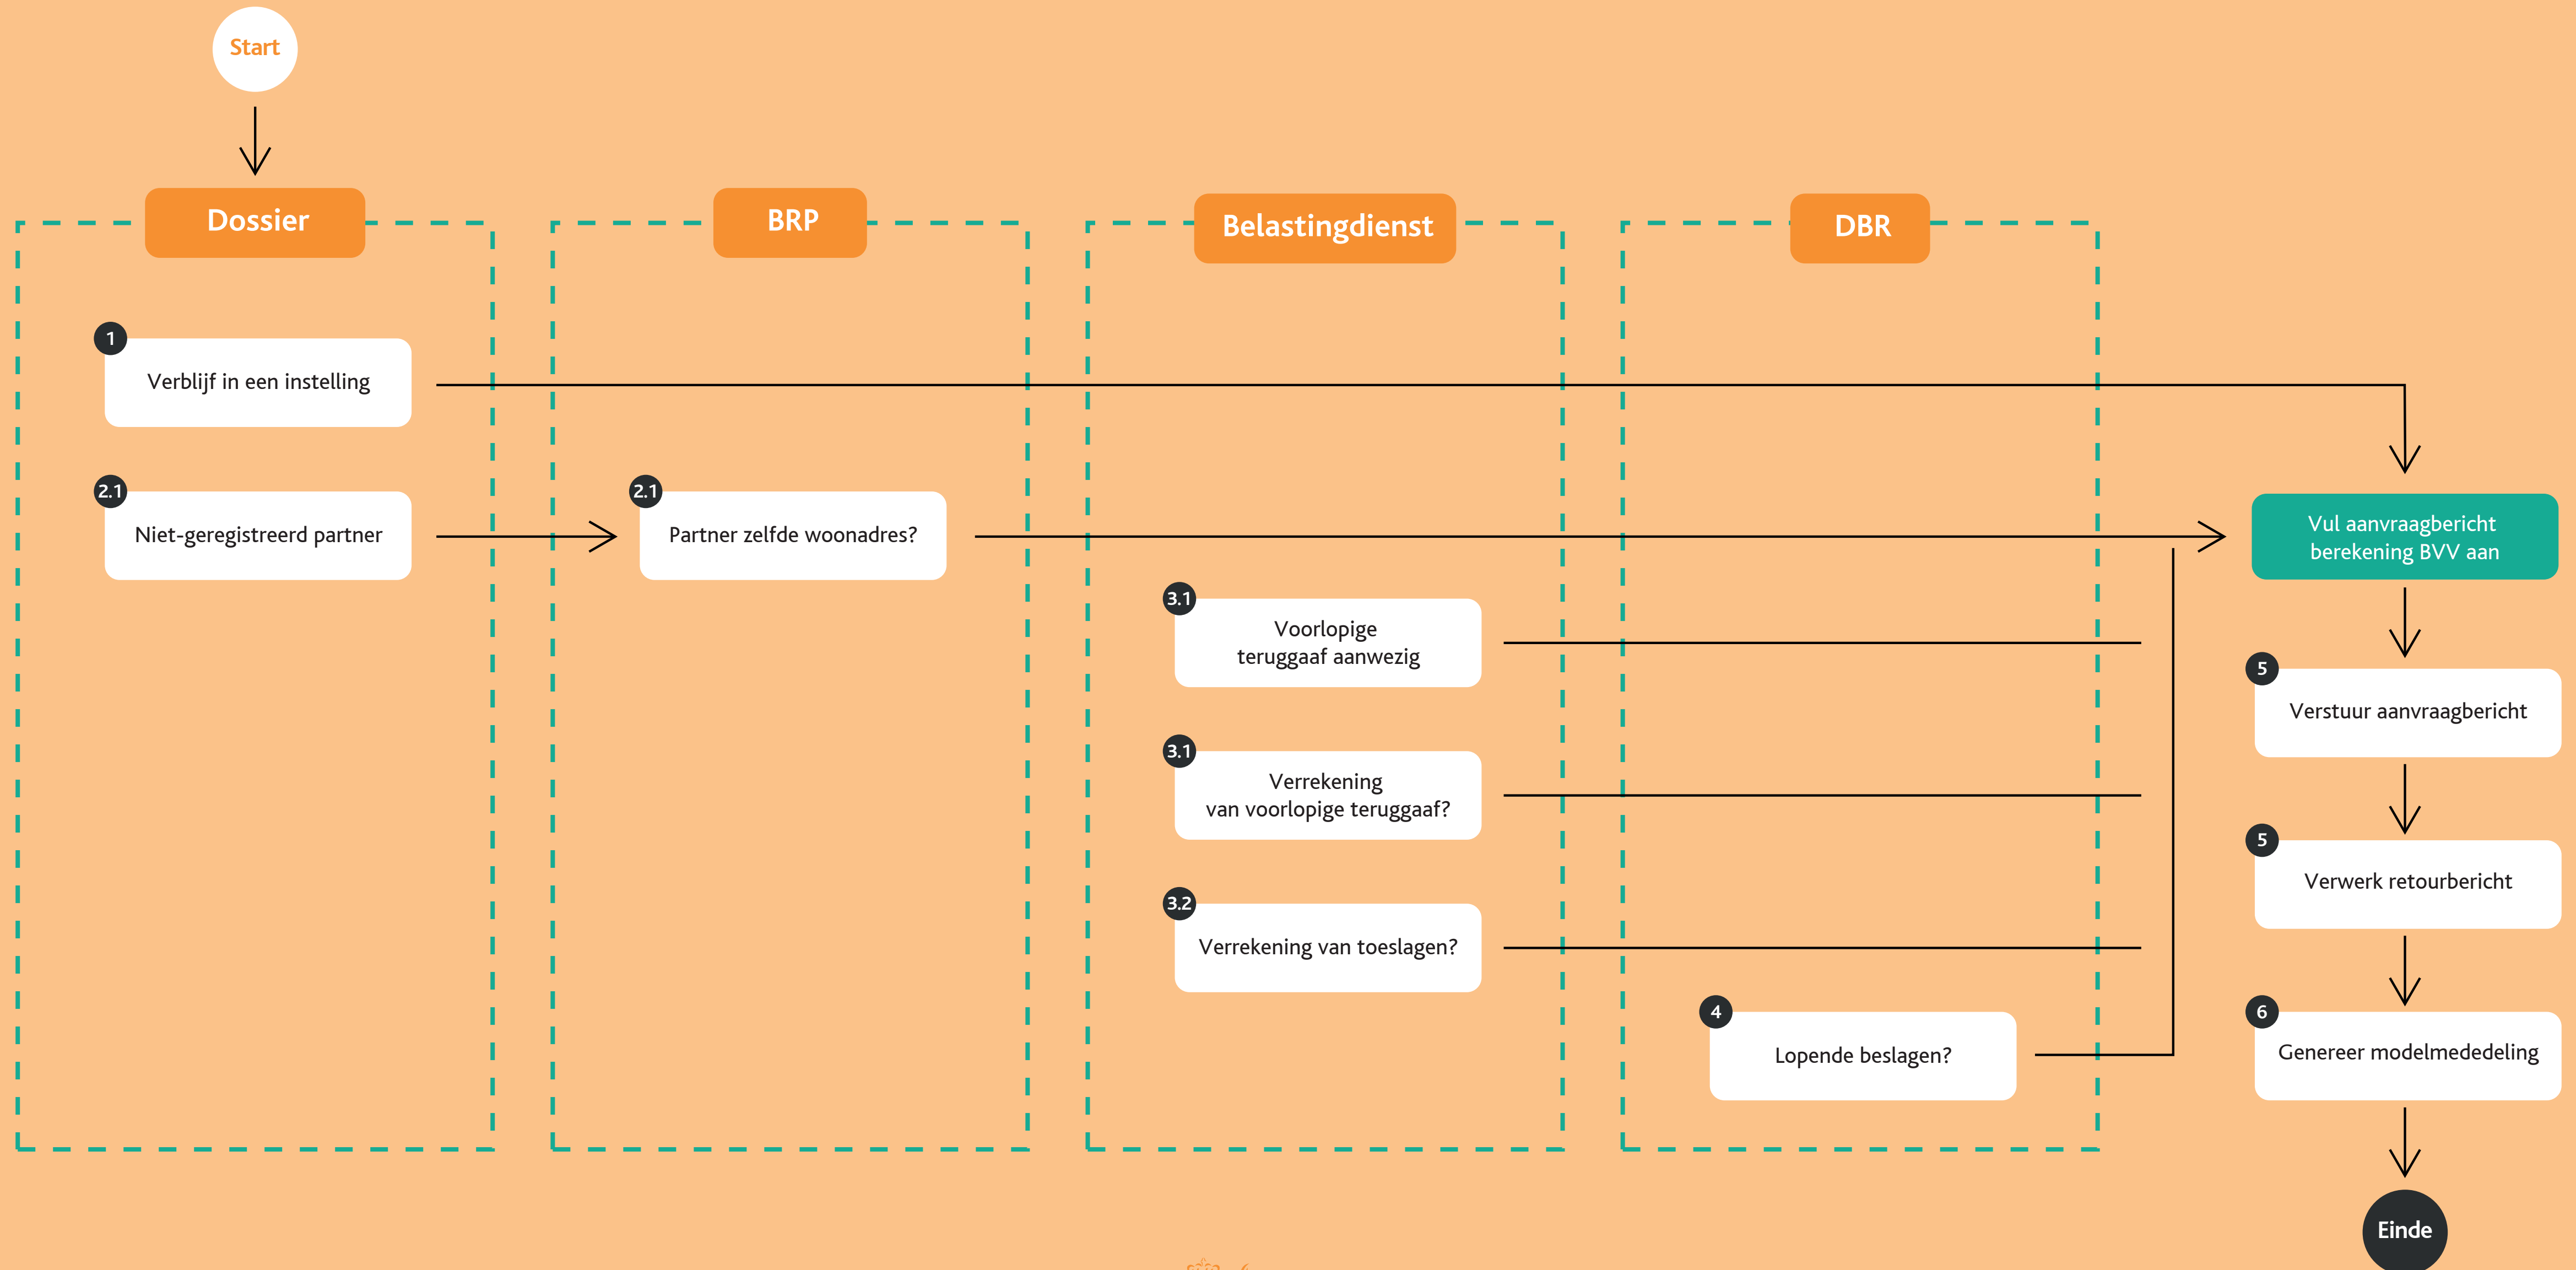 Start
Dossier
BRP
Belastingdienst
DBR
1
Verblijf in een instelling
2.1
Niet-geregistreerd partner
2.1
Partner zelfde woonadres?
3.1
Voorlopige
teruggaaf aanwezig
3.1
Verrekening
van voorlopige teruggaaf?
3.2
Verrekening van toeslagen?
4
Lopende beslagen?
Vul aanvraagbericht
berekening BVV aan
5
Verstuur aanvraagbericht
5
Verwerk retourbericht
6
Genereer modelmededeling
Einde